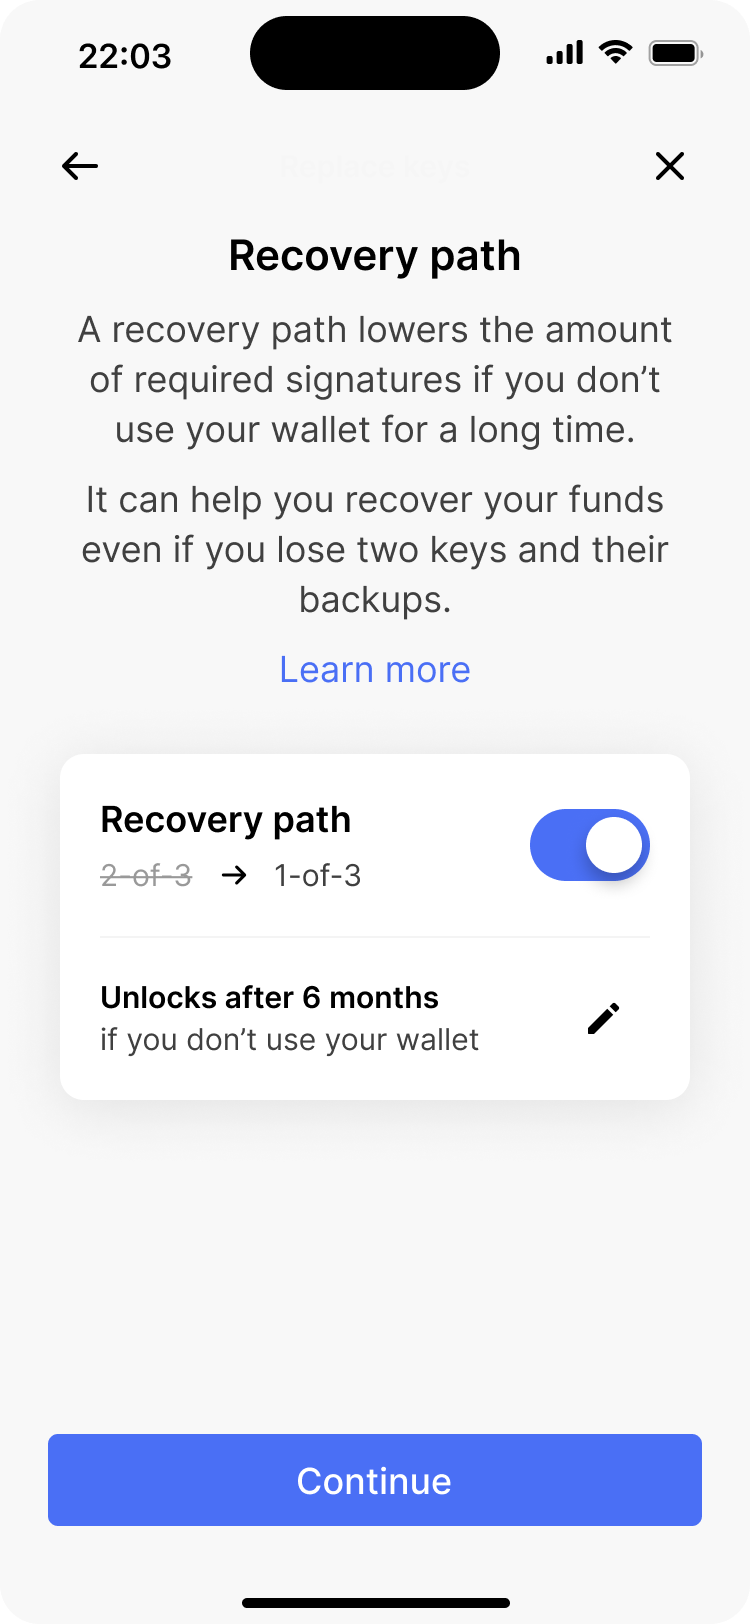 22:03
Replace keys
Recovery path
A recovery path lowers the amount
of required signatures if you don’t
use your wallet for a long time.
It can help you recover your funds
even if you lose two keys and their
backups.
Learn more
Recovery path
2-of-3 → 1-of-3
Unlocks after 6 months
if you don’t use your wallet
Continue